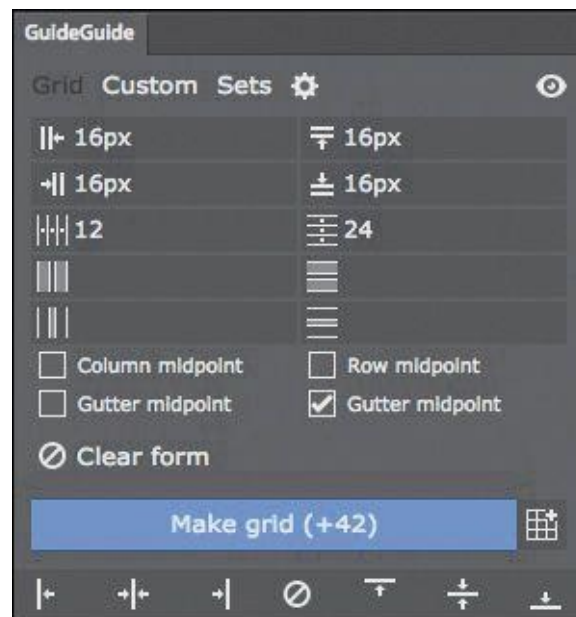 GuideGuide
Grid Custom Sets
16px 16px
16px 16px
12 24
Column midpoint Row midpoint
Gutter midpoint Gutter midpoint
Clear form
Make grid (+42)